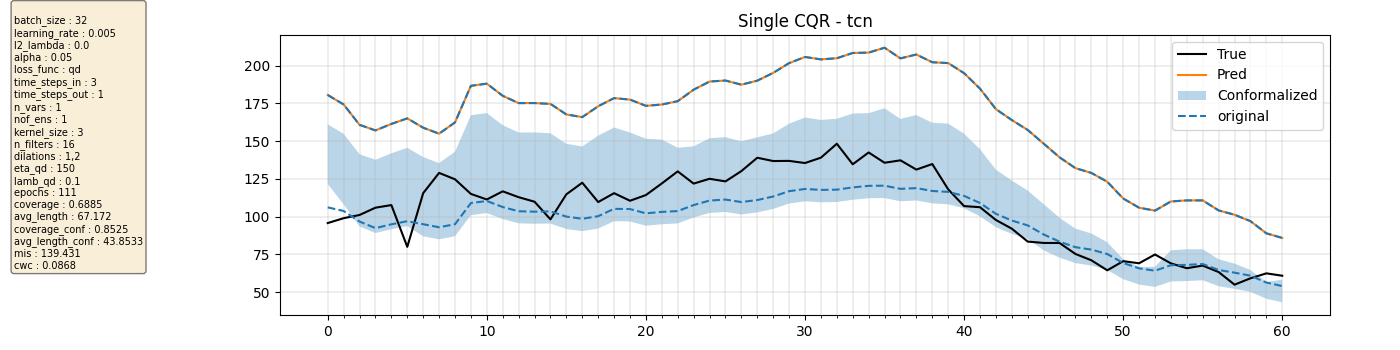 batch_size : 32
learning_rate : 0.005
l2_lambda : 0.0
alpha : 0.05
loss_func : qd
time_steps_in : 3
time_steps_out : 1
n_vars : 1
nof_ens : 1
kernel_size : 3
n_filters : 16
dilations : 1,2
eta_qd : 150
lamb_qd : 0.1
epochs : 111
coverage : 0.6885
avg_length : 67.172
coverage_conf : 0.8525
avg_length_conf : 43.8533
mis : 139.431
cwc : 0.0868
Single CQR - tcn
True
Pred
Conformalized
original
200
175
150
125
100
75
50
0 10 20 30 40 50 60